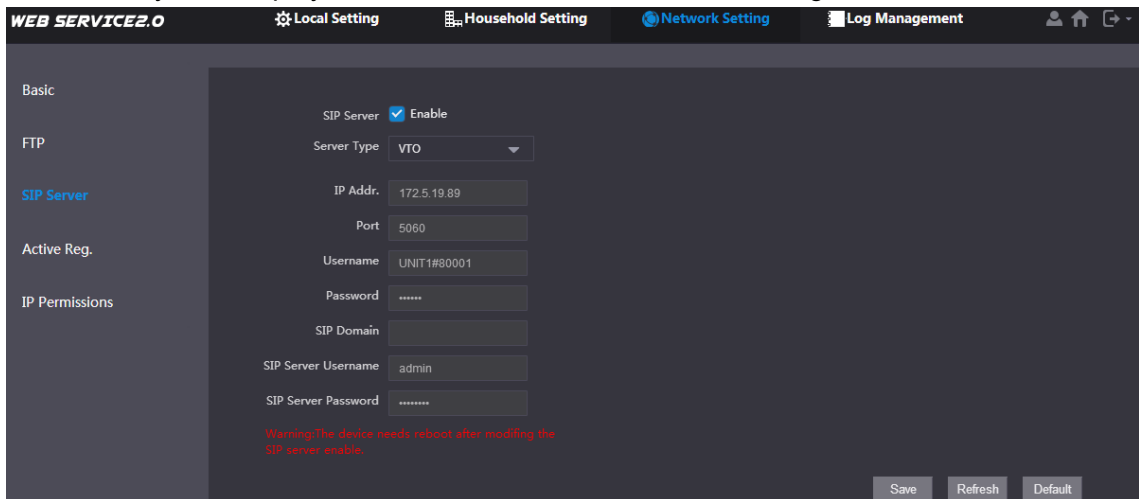 WEB SERVICE2.0 Local Setting Household Setting Network Setting Log Management
Basic
FTP
SIP Server
Active Reg.
IP Permissions
SIP Server Enable
Server Type VTO
IP Addr. 172.5.19.89
Port 5060
Username UNIT1#80001
Password ••••••
SIP Domain
SIP Server Username admin
SIP Server Password ••••••••
Warning:The device needs reboot after modifing the
SIP server enable.
Save Refresh Default